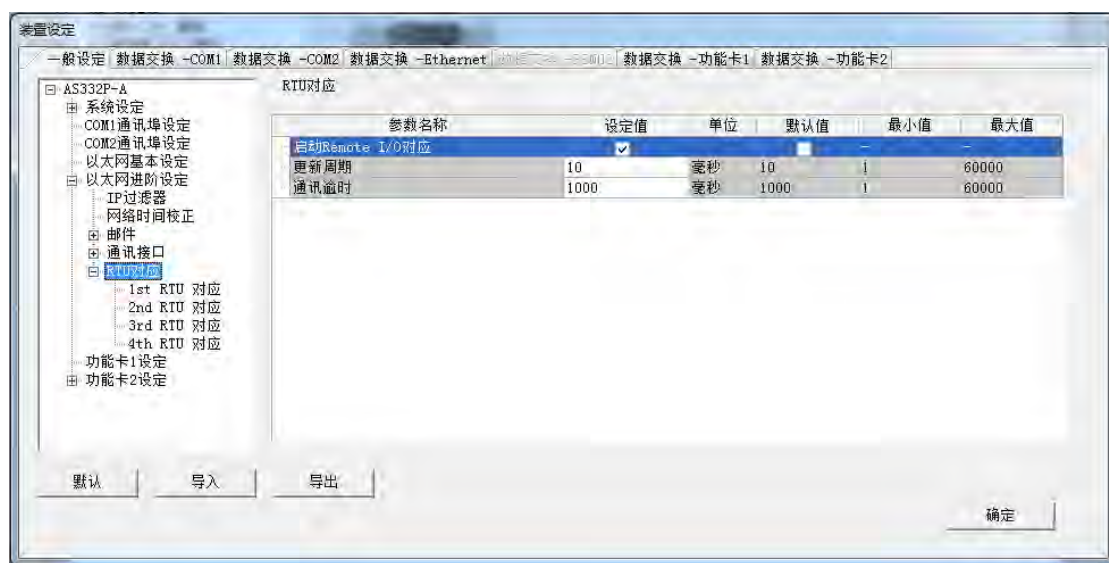 装置设定
一般设定 数据交换 -COM1 数据交换 -COM2 数据交换 -Ethernet 数据交换 -功能卡1 数据交换 -功能卡2
AS332P-A
系统设定
COM1通讯埠设定
COM2通讯埠设定
以太网基本设定
以太网进阶设定
IP过滤器
网络时间校正
邮件
通讯接口
RTU对应
1st RTU 对应
2nd RTU 对应
3rd RTU 对应
4th RTU 对应
功能卡1设定
功能卡2设定
RTU对应
参数名称 设定值 单位 默认值 最小值 最大值
启动Remote I/O对应 - -
更新周期 10 毫秒 10 1 60000
通讯逾时 1000 毫秒 1000 1 60000
默认 导入 导出
确定